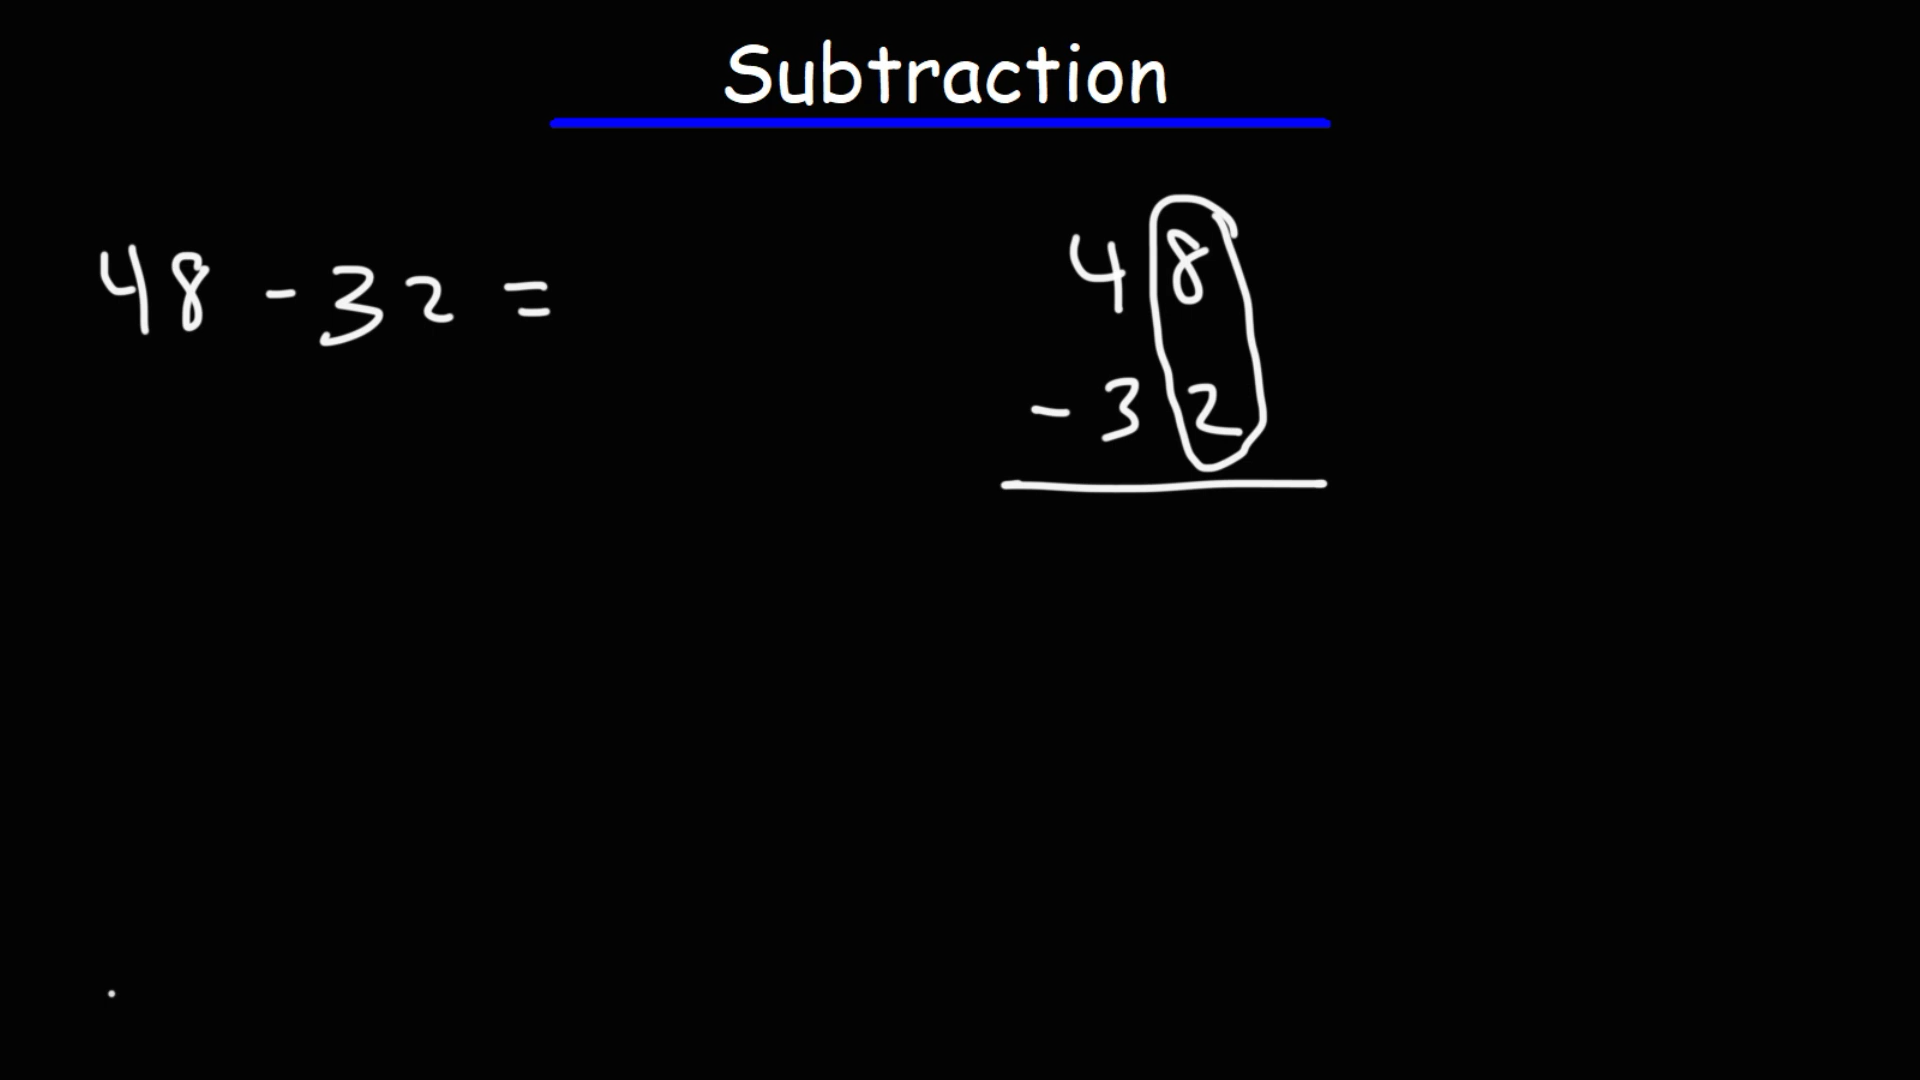 Subtraction
48 - 32 =
48
- 32